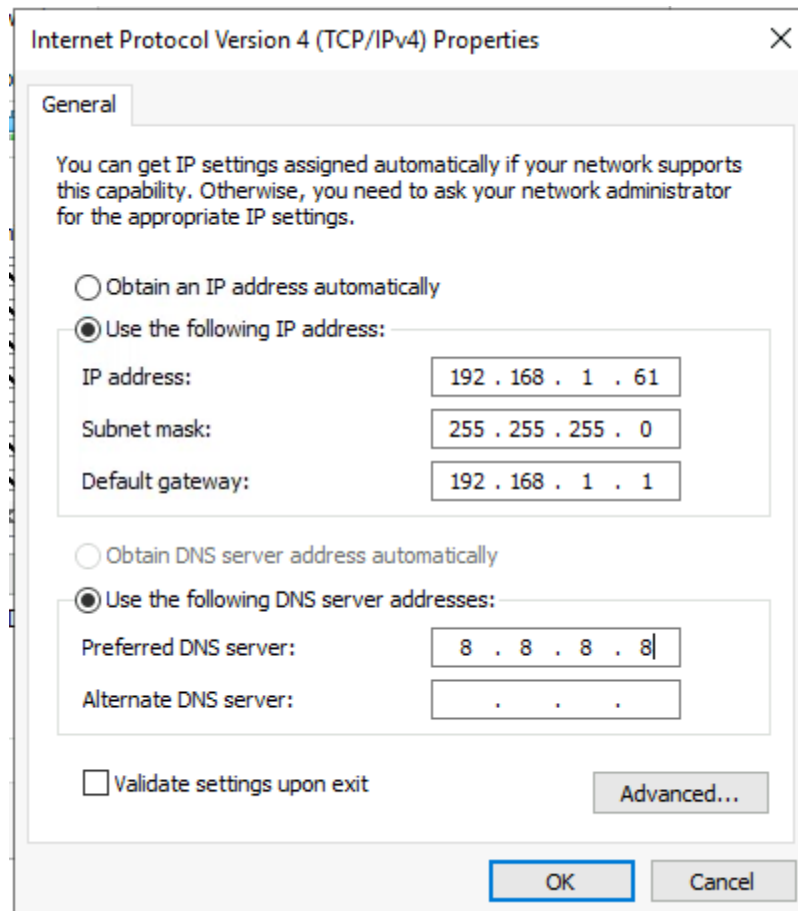 Internet Protocol Version 4 (TCP/IPv4) Properties
General
You can get IP settings assigned automatically if your network supports
this capability. Otherwise, you need to ask your network administrator
for the appropriate IP settings.
Obtain an IP address automatically
Use the following IP address:
IP address: 192 . 168 . 1 . 61
Subnet mask: 255 . 255 . 255 . 0
Default gateway: 192 . 168 . 1 . 1
Obtain DNS server address automatically
Use the following DNS server addresses:
Preferred DNS server: 8 . 8 . 8 . 8
Alternate DNS server: . . .
Validate settings upon exit
Advanced...
OK Cancel